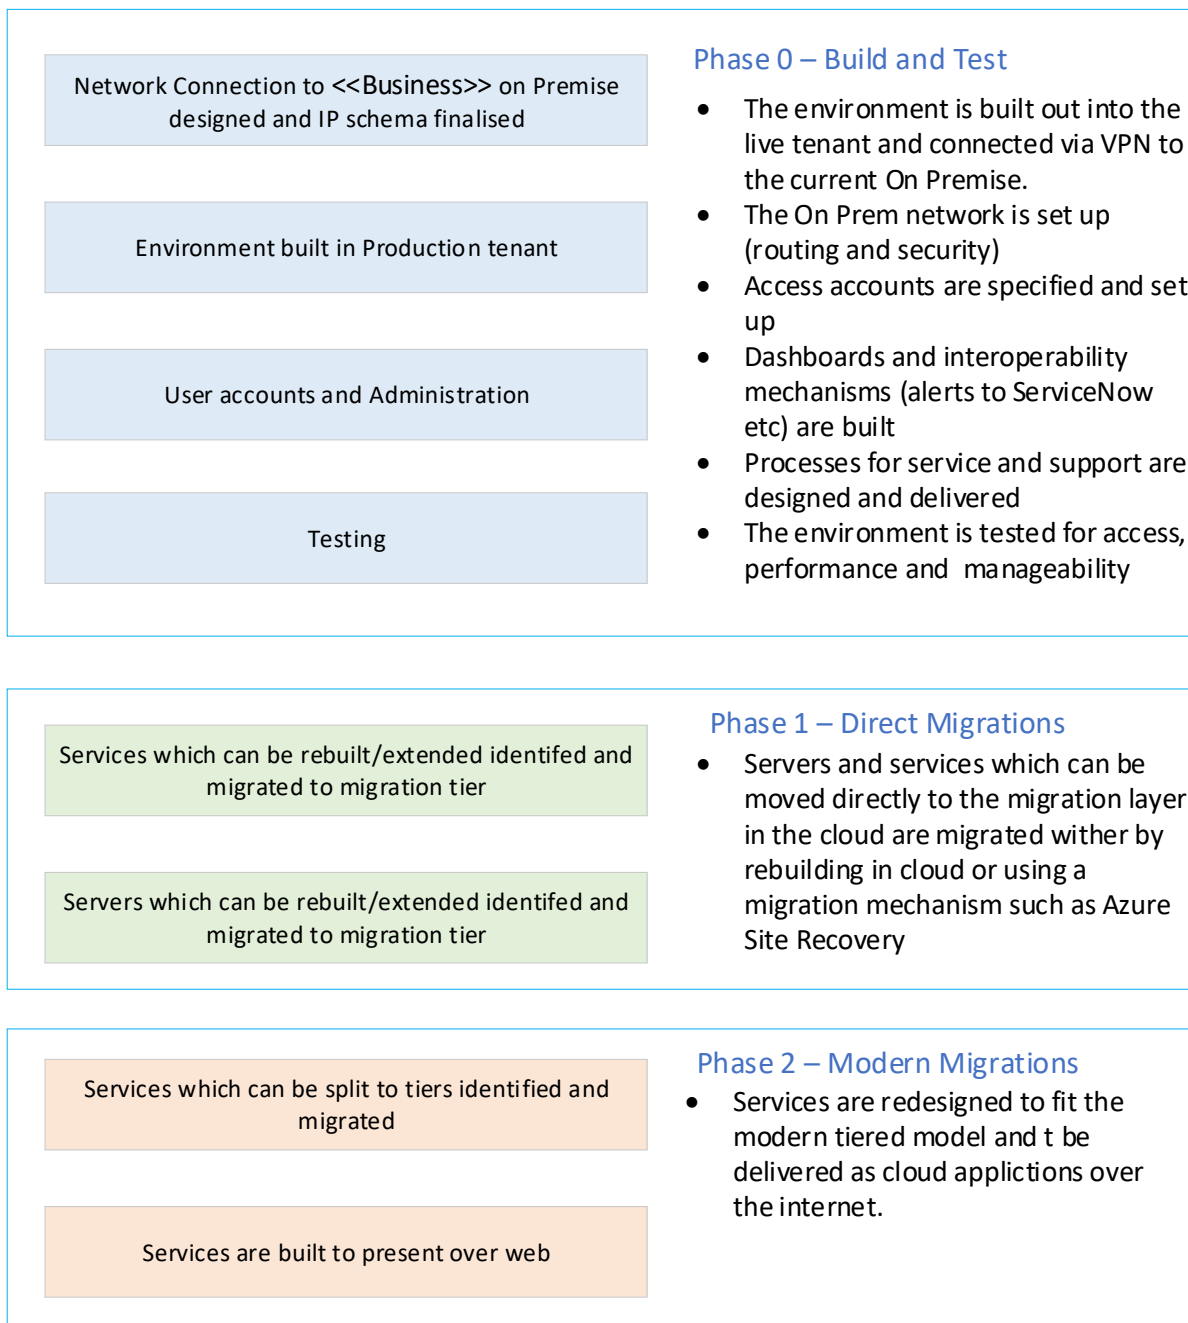 Network Connection to <<Business>> on Premise
designed and IP schema finalised
Environment built in Production tenant
User accounts and Administration
Testing
Phase 0 – Build and Test
• The environment is built out into the
live tenant and connected via VPN to
the current On Premise.
• The On Prem network is set up
(routing and security)
• Access accounts are specified and set
up
• Dashboards and interoperability
mechanisms (alerts to ServiceNow
etc) are built
• Processes for service and support are
designed and delivered
• The environment is tested for access,
performance and manageability
Services which can be rebuilt/extended identifed and
migrated to migration tier
Servers which can be rebuilt/extended identifed and
migrated to migration tier
Phase 1 – Direct Migrations
• Servers and services which can be
moved directly to the migration layer
in the cloud are migrated wither by
rebuilding in cloud or using a
migration mechanism such as Azure
Site Recovery
Services which can be split to tiers identified and
migrated
Services are built to present over web
Phase 2 – Modern Migrations
• Services are redesigned to fit the
modern tiered model and t be
delivered as cloud applictions over
the internet.